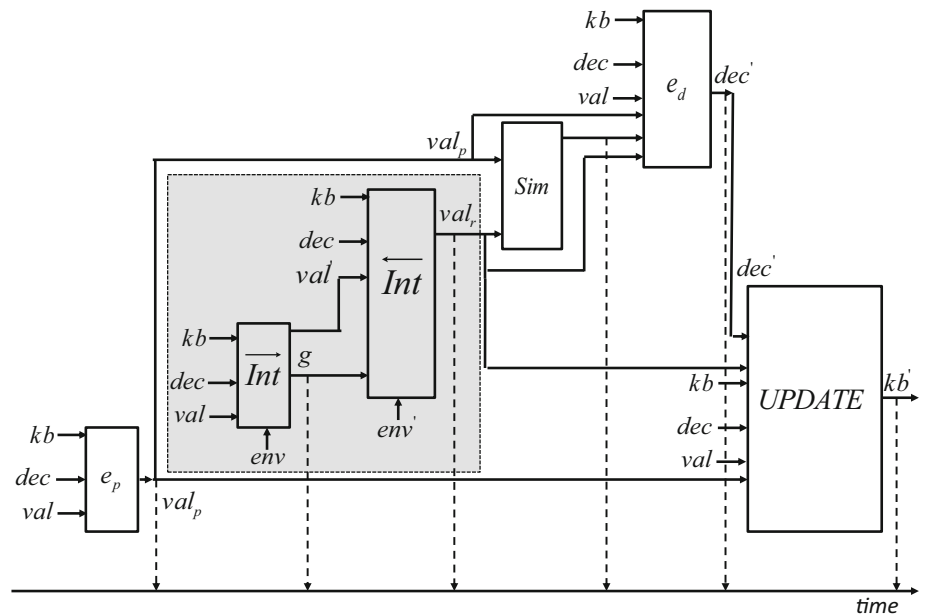 kb
dec
val
e_d
dec'
val_p
Sim
kb
dec
val'
Int
val_r
env'
kb
dec
val
Int
g
env
kb
dec
val
e_p
val_p
dec'
kb
dec
val
UPDATE
kb'
time